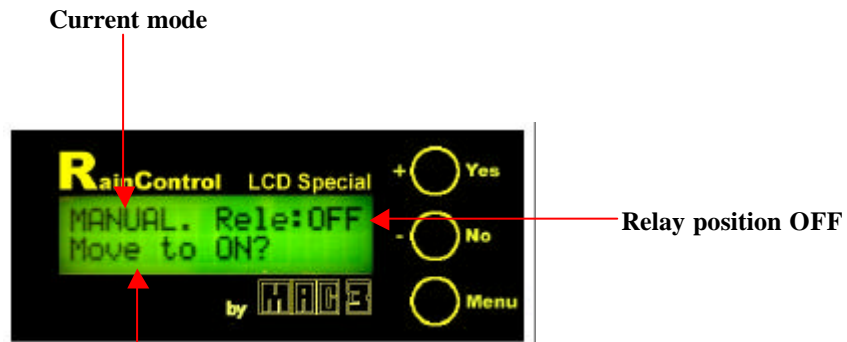 Current mode
RainControl LCD Special
+ Yes
MANUAL. Rele:OFF
Move to ON?
- No
Relay position OFF
by MAC3
Menu